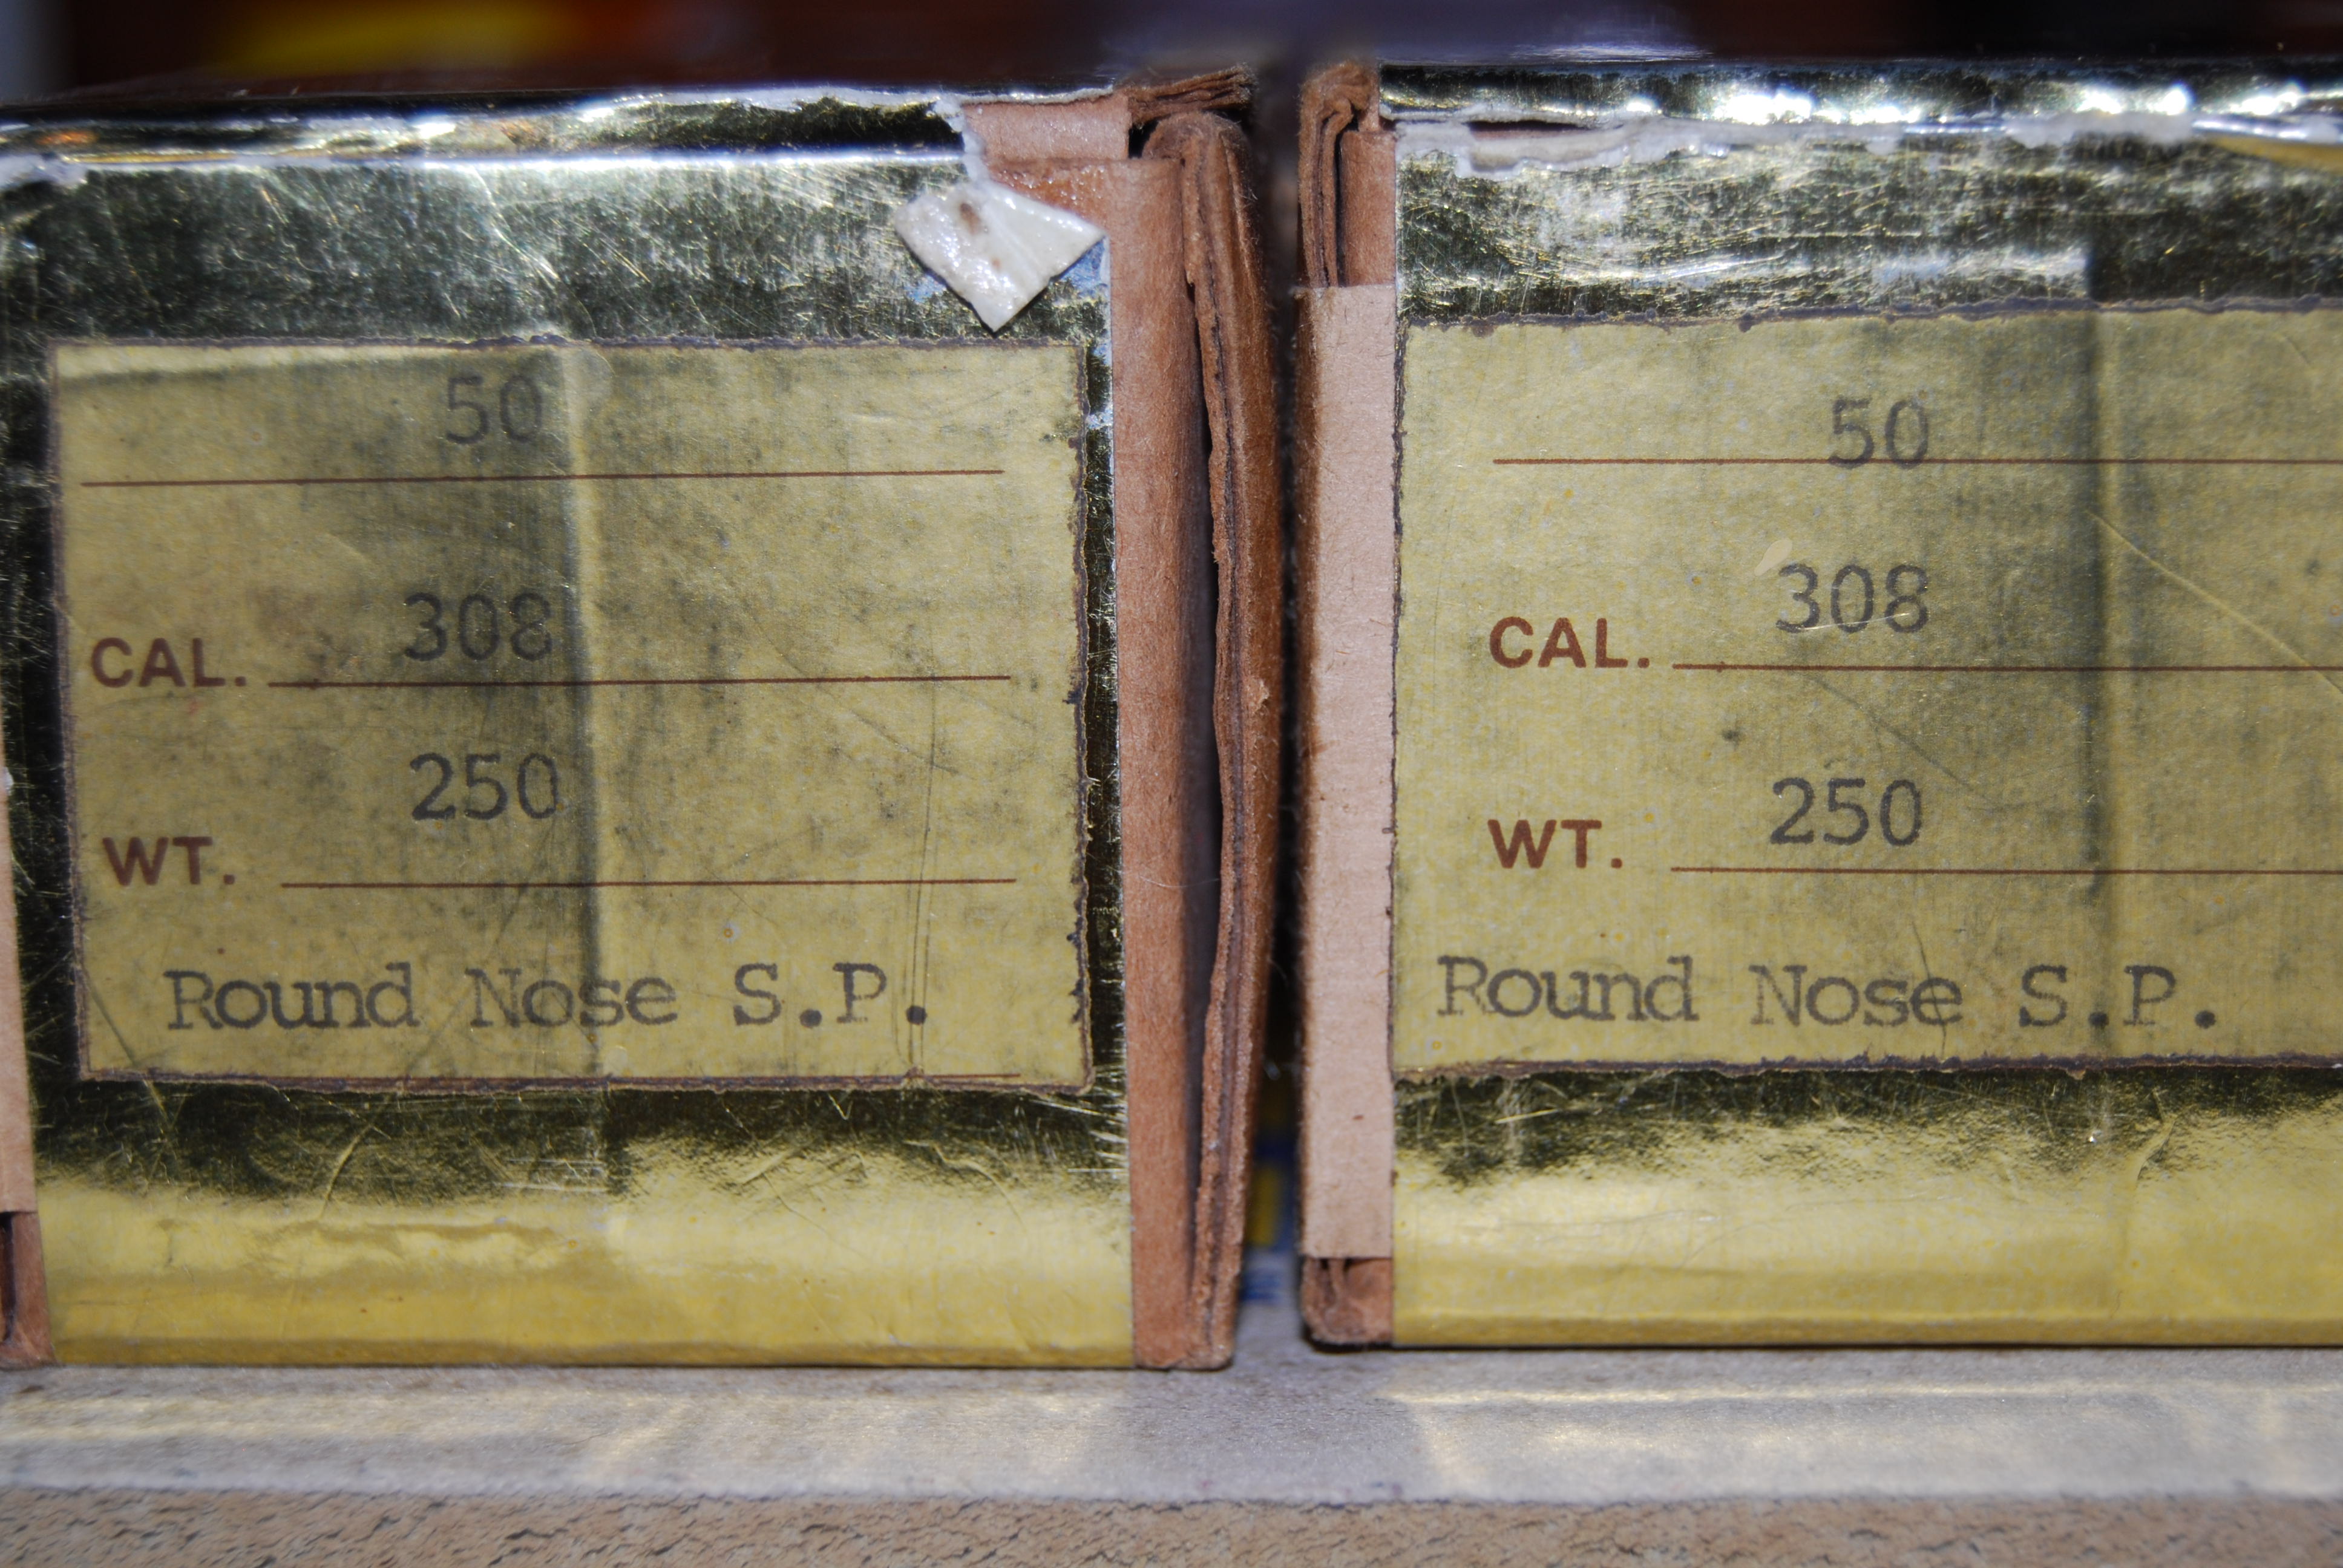 50
CAL. 308
WT. 250
Round Nose S.P.
50
CAL. 308
WT. 250
Round Nose S.P.